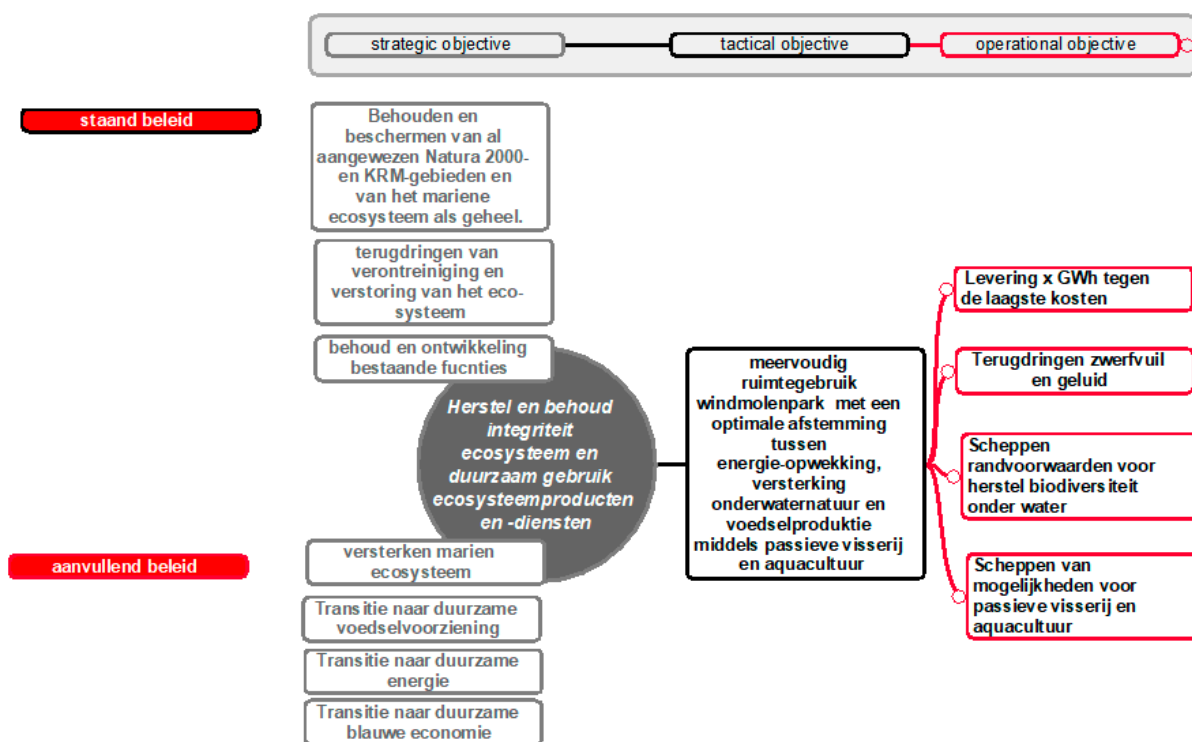 strategic objective
tactical objective
operational objective
staand beleid
Behouden en
beschermen van al
aangewezen Natura 2000-
en KRM-gebieden en
van het mariene
ecosysteem als geheel.
terugdringen van
verontreiniging en
verstoring van het eco-
systeem
behoud en ontwikkeling
bestaande fucnties
Herstel en behoud
integriteit
ecosysteem en
duurzaam gebruik
ecosysteemproducten
en -diensten
aanvullend beleid
versterken marien
ecosysteem
Transitie naar duurzame
voedselvoorziening
Transitie naar duurzame
energie
Transitie naar duurzame
blauwe economie
meervoudig
ruimtegebruik
windmolenpark met een
optimale afstemming
tussen
energie-opwekking,
versterking
onderwaternatuur en
voedselproduktie
middels passieve visserij
en aquacultuur
Levering x GWh tegen
de laagste kosten
Terugdringen zwerfvuil
en geluid
Scheppen
randvoorwaarden voor
herstel biodiversiteit
onder water
Scheppen van
mogelijkheden voor
passieve visserij en
aquacultuur